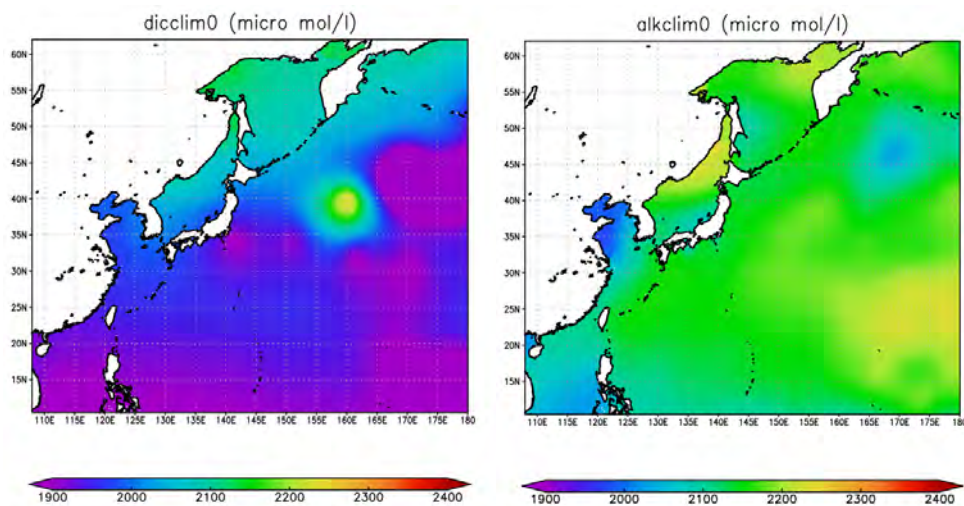 dicclim0 (micro mol/l)
60N
55N
50N
45N
40N
35N
30N
25N
20N
15N
110E 115E 120E 125E 130E 135E 140E 145E 150E 155E 160E 165E 170E 175E 180
1900 2000 2100 2200 2300 2400
alkclim0 (micro mol/l)
60N
55N
50N
45N
40N
35N
30N
25N
20N
15N
110E 115E 120E 125E 130E 135E 140E 145E 150E 155E 160E 165E 170E 175E 180
1900 2000 2100 2200 2300 2400